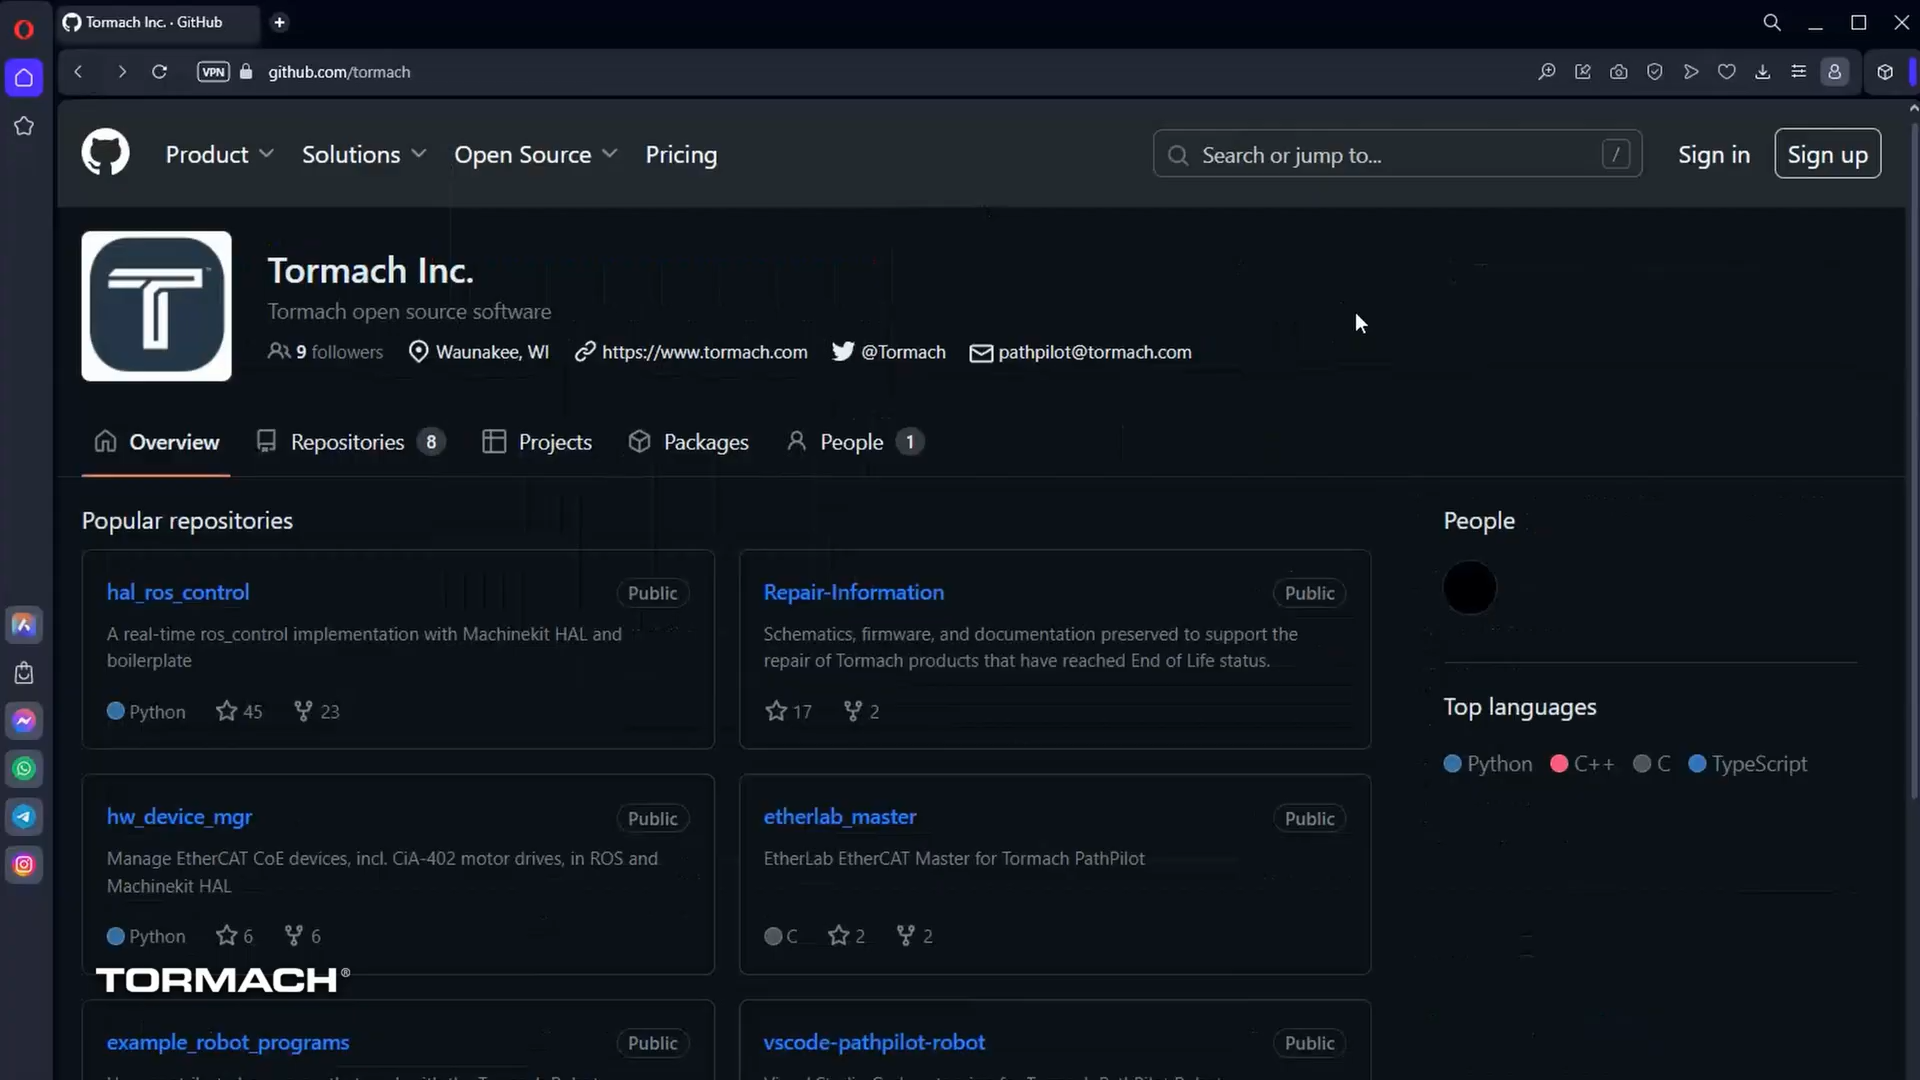 Tormach Inc. · GitHub
VPN
github.com/tormach
Product
Solutions
Open Source
Pricing
Search or jump to...
/
Sign in
Sign up
Tormach Inc.
Tormach open source software
9 followers
Waunakee, WI
https://www.tormach.com
@Tormach
pathpilot@tormach.com
Overview
Repositories 8
Projects
Packages
People 1
Popular repositories
hal_ros_control
Public
A real-time ros_control implementation with Machinekit HAL and
boilerplate
Python
45
23
Repair-Information
Public
Schematics, firmware, and documentation preserved to support the
repair of Tormach products that have reached End of Life status.
17
2
hw_device_mgr
Public
Manage EtherCAT CoE devices, incl. CiA-402 motor drives, in ROS and
Machinekit HAL
Python
6
6
etherlab_master
Public
EtherLab EtherCAT Master for Tormach PathPilot
C
2
2
TORMACH®
example_robot_programs
Public
vscode-pathpilot-robot
Public
People
Top languages
Python
C++
C
TypeScript